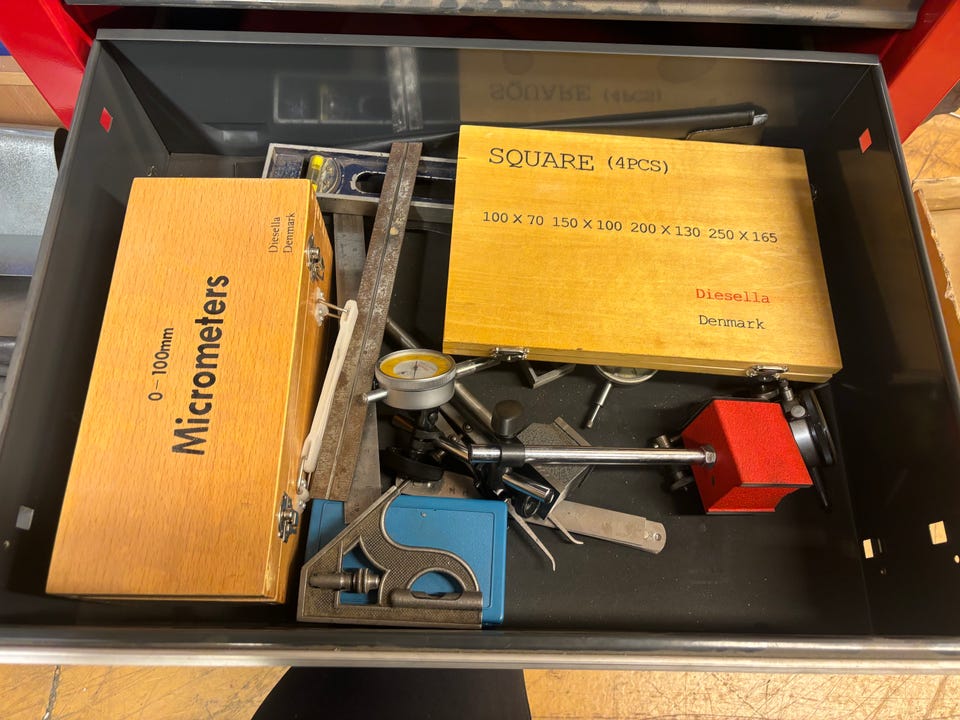 SQUARE (4PCS)
100 X 70 150 X 100 200 X 130 250 X 165
Diesella
Denmark
Diesella
Denmark
0-100mm
Micrometers